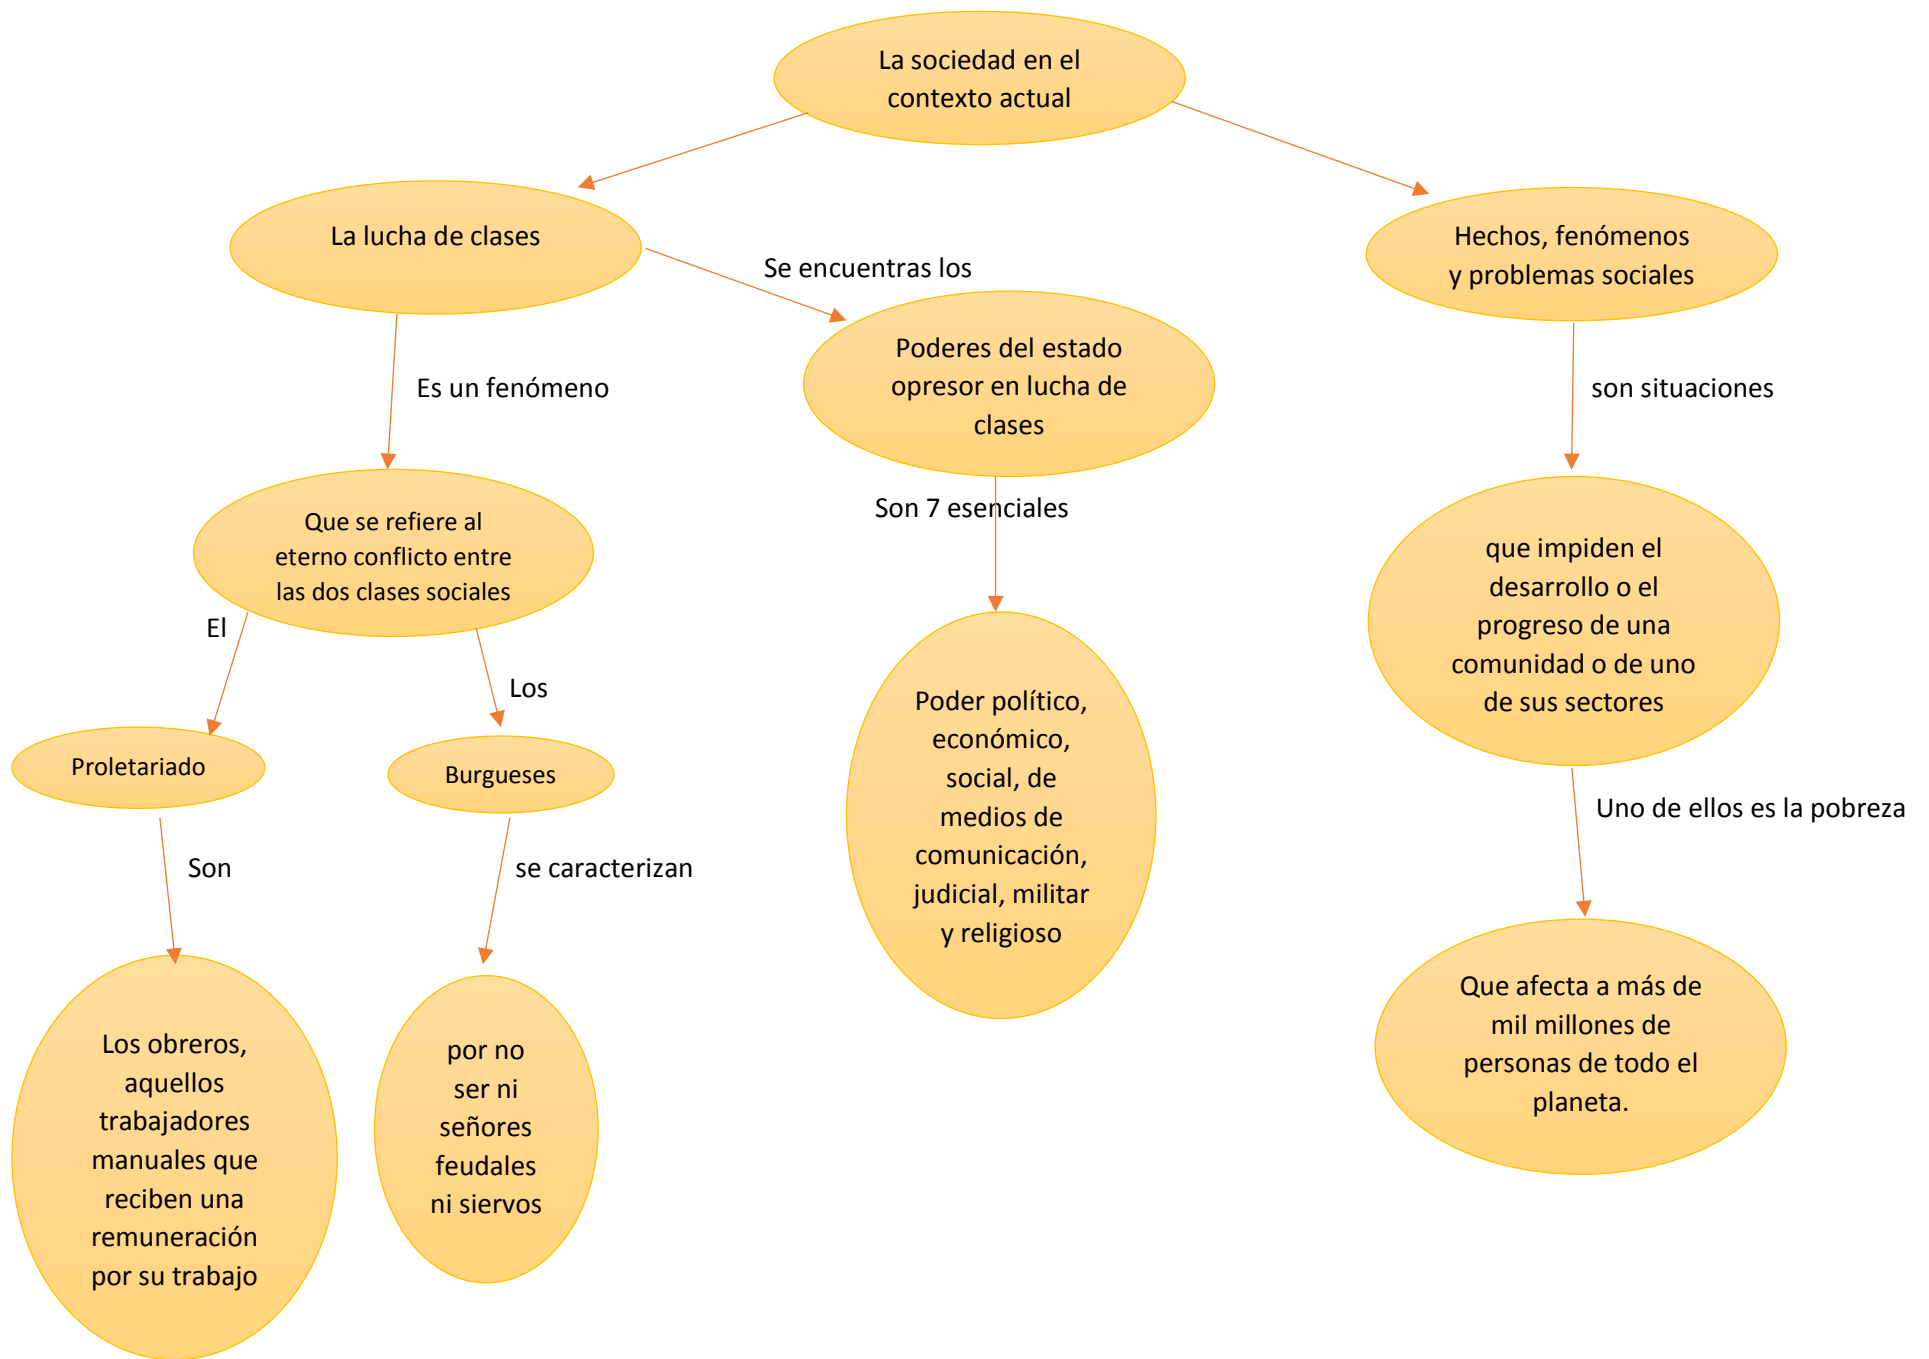 La sociedad en el
contexto actual
La lucha de clases
Se encuentras los
Hechos, fenómenos
y problemas sociales
Es un fenómeno
Poderes del estado
opresor en lucha de
clases
son situaciones
Que se refiere al
eterno conflicto entre
las dos clases sociales
Son 7 esenciales
que impiden el
desarrollo o el
progreso de una
comunidad o de uno
de sus sectores
El
Los
Proletariado
Burgueses
Poder político,
económico,
social, de
medios de
comunicación,
judicial, militar
y religioso
Uno de ellos es la pobreza
Son
se caracterizan
Los obreros,
aquellos
trabajadores
manuales que
reciben una
remuneración
por su trabajo
por no
ser ni
señores
feudales
ni siervos
Que afecta a más de
mil millones de
personas de todo el
planeta.